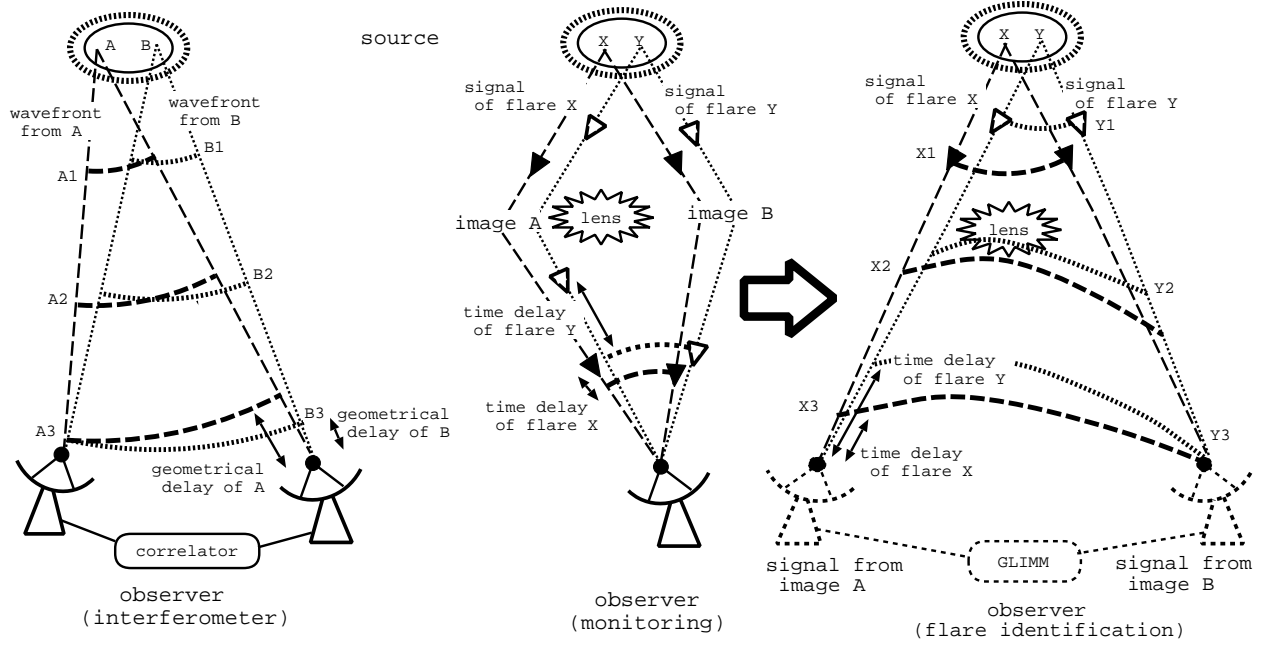 source
A B
wavefront
from A
wavefront
from B
A1
B1
A2
B2
A3
B3
geometrical
delay of A
geometrical
delay of B
correlator
observer
(interferometer)
X Y
signal
of flare X
signal
of flare Y
image A
lens
image B
time delay
of flare Y
time delay
of flare X
observer
(monitoring)
X Y
signal
of flare X
signal
of flare Y
X1
Y1
lens
X2
Y2
time delay
of flare Y
X3
Y3
time delay
of flare X
signal from
image A
GLIMM
signal from
image B
observer
(flare identification)